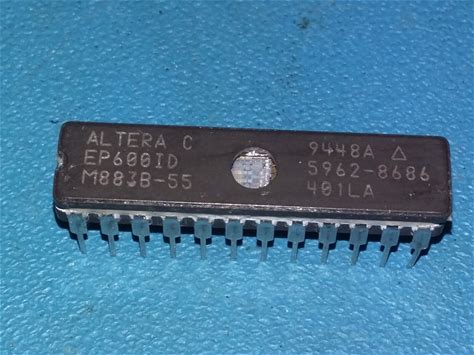 ALTERA C
EP600ID
M883B-55
9448A △
5962-8686
401LA